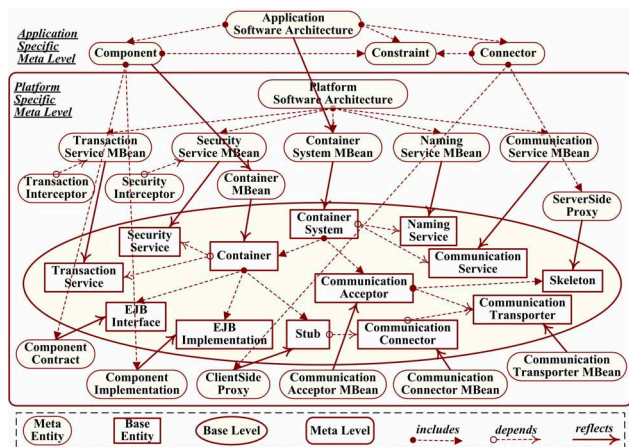 Application
Specific
Meta Level
Application
Software Architecture
Component
Constraint
Connector
Platform
Specific
Meta Level
Platform
Software Architecture
Transaction
Service MBean
Security
Service MBean
Container
System MBean
Naming
Service MBean
Communication
Service MBean
Transaction
Interceptor
Security
Interceptor
Container
MBean
ServerSide
Proxy
Security
Service
Container
System
Naming
Service
Container
Communication
Service
Transaction
Service
Communication
Acceptor
Skeleton
EJB
Interface
EJB
Implementation
Stub
Communication
Connector
Communication
Transporter
Component
Contract
Component
Implementation
ClientSide
Proxy
Communication
Acceptor MBean
Communication
Connector MBean
Communication
Transporter MBean
Meta
Entity
Base
Entity
Base Level
Meta Level
includes
depends
reflects